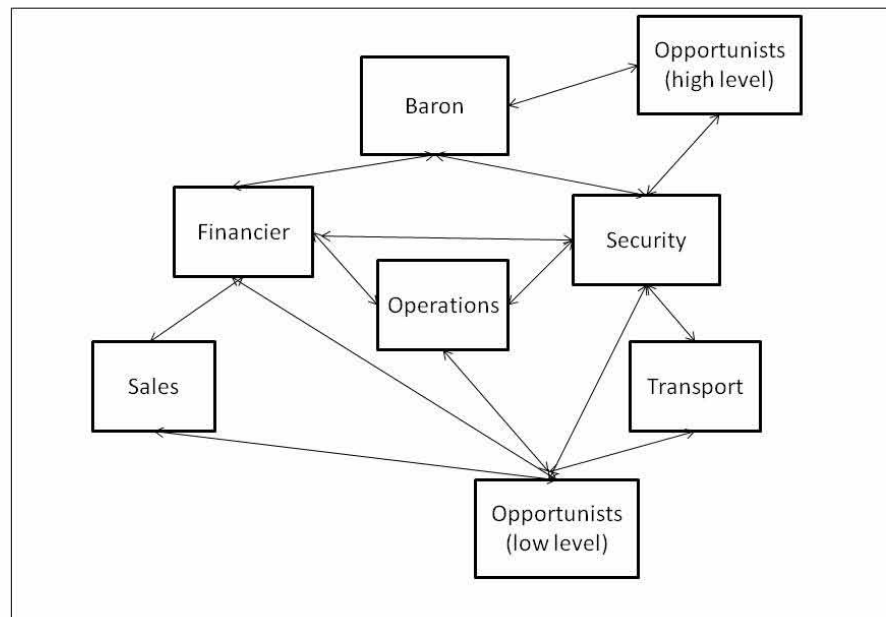 Opportunists
(high level)
Baron
Financier
Security
Operations
Sales
Transport
Opportunists
(low level)